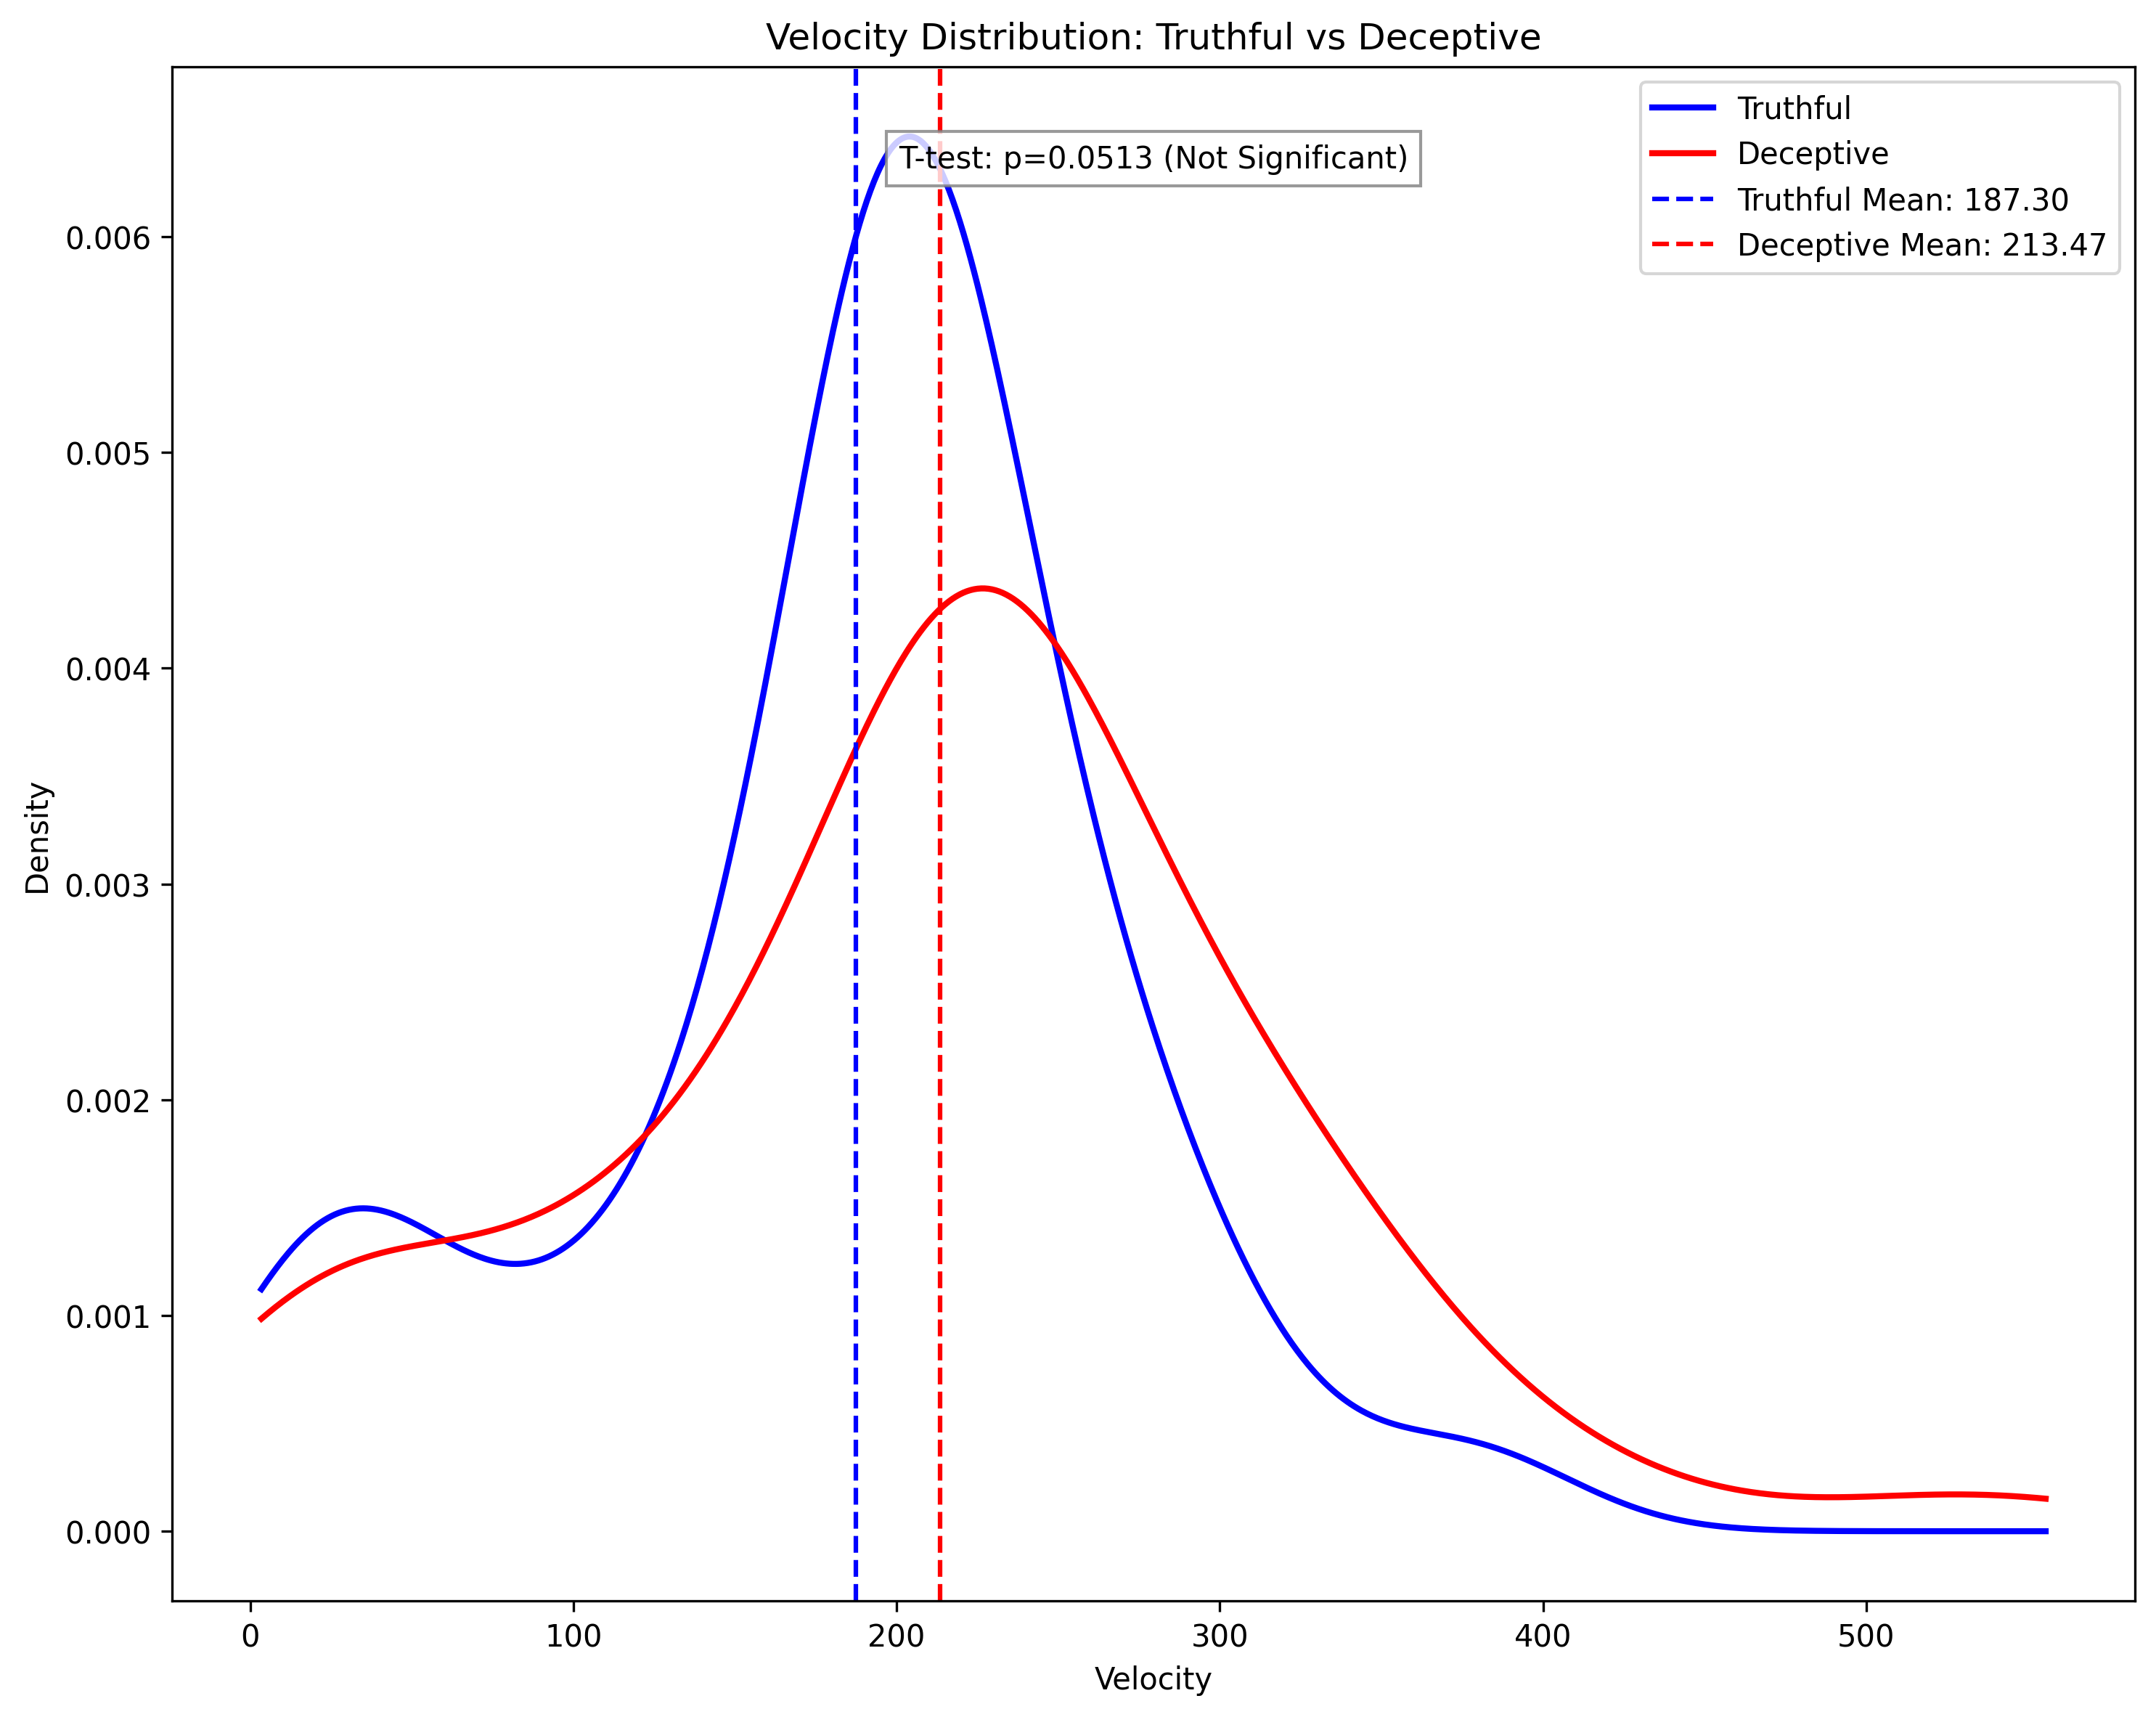 Velocity Distribution: Truthful vs Deceptive
Truthful
Deceptive
Truthful Mean: 187.30
Deceptive Mean: 213.47
T-test: p=0.0513 (Not Significant)
Density
0.006
0.005
0.004
0.003
0.002
0.001
0.000
0
100
200
300
400
500
Velocity